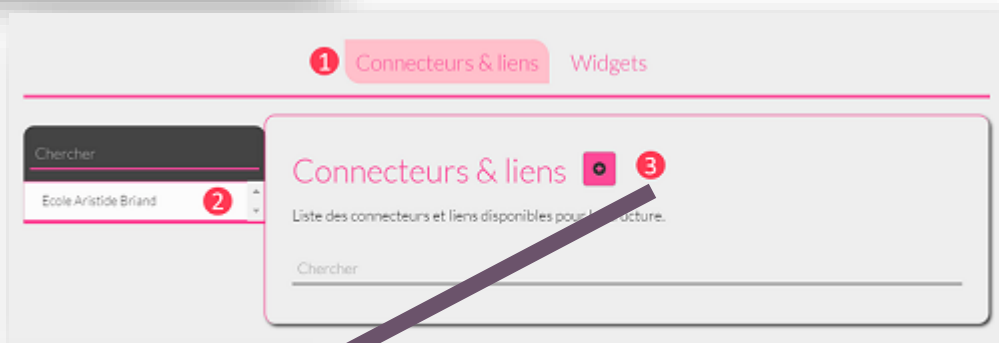 1 Connecteurs & liens Widgets
Chercher
Ecole Aristide Briand 2
Connecteurs & liens 3
Liste des connecteurs et liens disponibles pour
Chercher